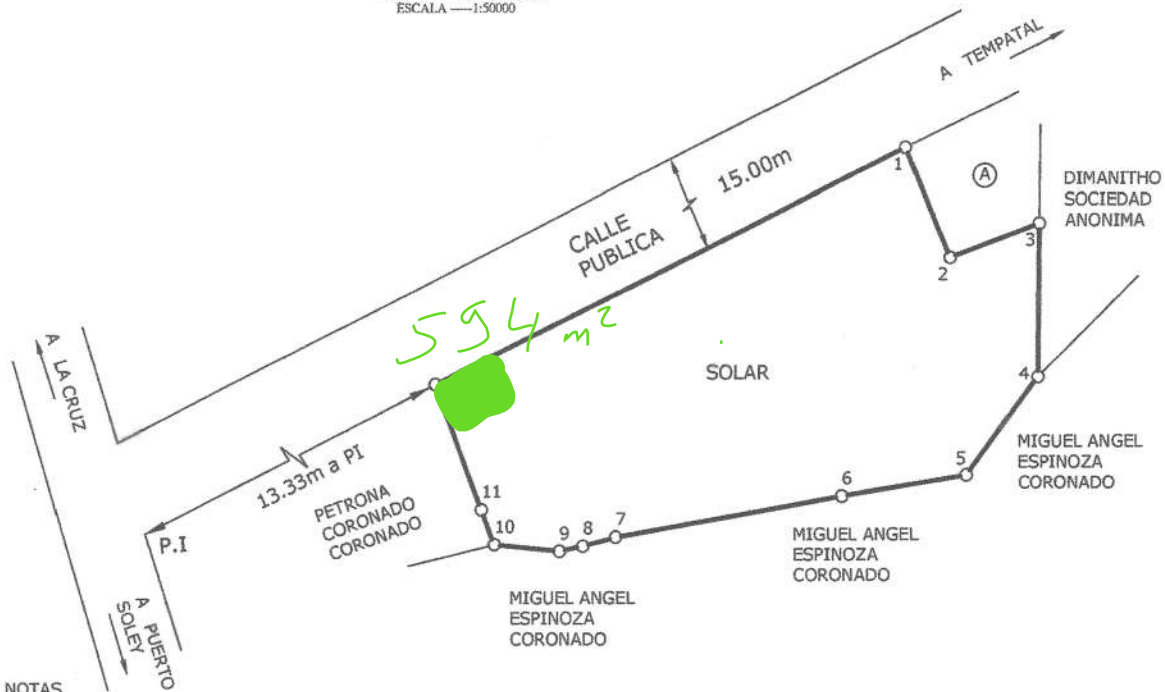 ESCALA -----1:50000
A TEMPATAL
15.00m
CALLE
PUBLICA
1
A
DIMANITHO
SOCIEDAD
ANONIMA
3
2
594 m²
A LA CRUZ
SOLAR
4
13.33m a PI
PETRONA
CORONADO
CORONADO
MIGUEL ANGEL
ESPINOZA
CORONADO
5
6
11
10
9
8
7
P.I
MIGUEL ANGEL
ESPINOZA
CORONADO
MIGUEL ANGEL
ESPINOZA
CORONADO
A PUERTO
SOLEY
NOTAS